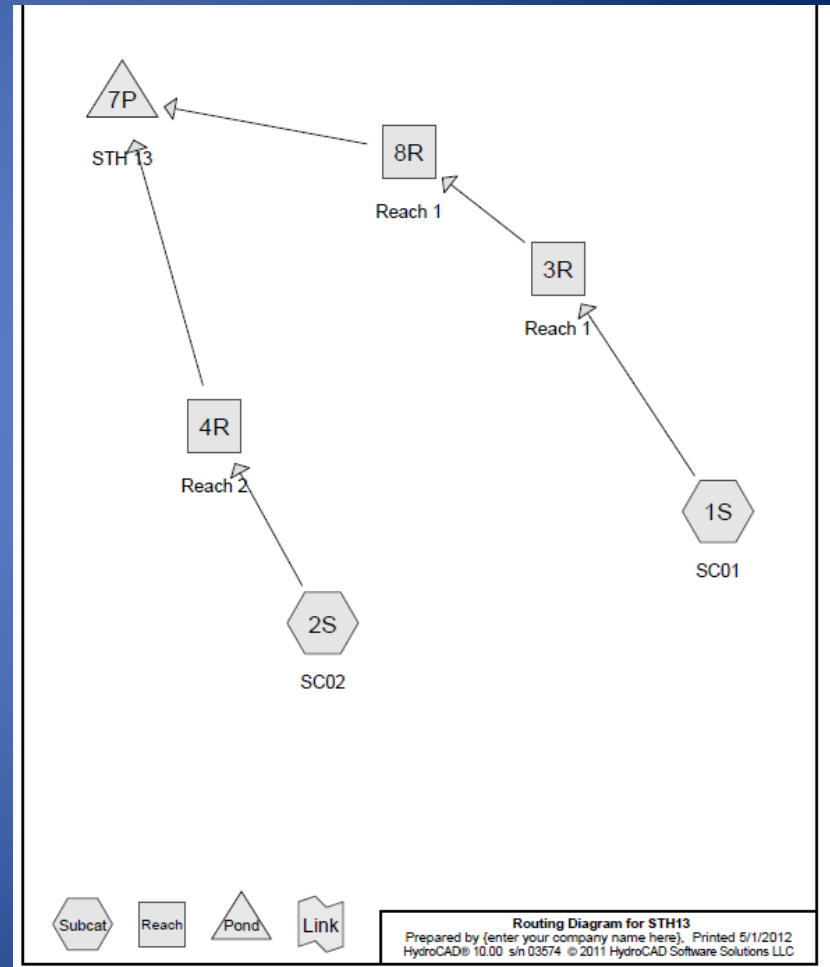 7P
STH 13
8R
Reach 1
3R
Reach 1
4R
Reach 2
1S
SC01
2S
SC02
Subcat
Reach
Pond
Link
Routing Diagram for STH13
Prepared by {enter your company name here}, Printed 5/1/2012
HydroCAD® 10.00 s/n 03574 © 2011 HydroCAD Software Solutions LLC